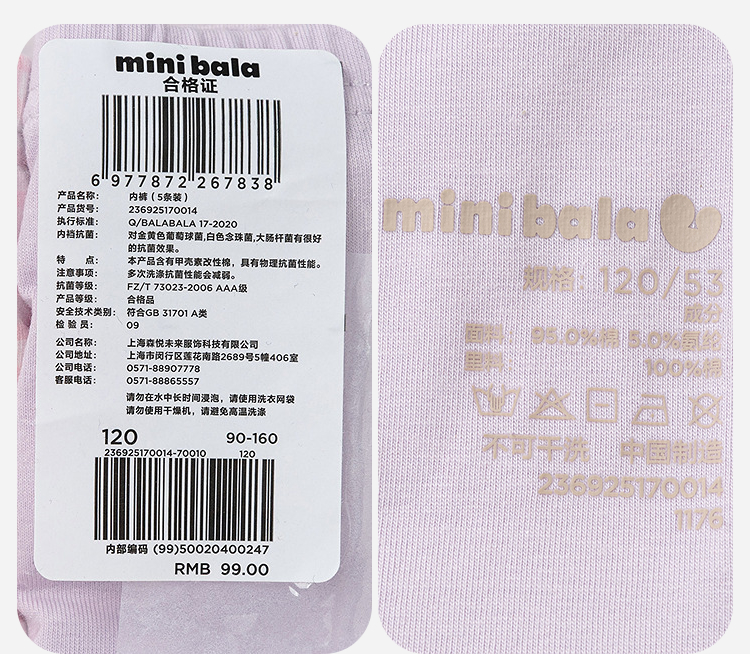 mini bala
合格证
6 977872 267838
产品名称： 内裤（5条装）
产品货号： 236925170014
执行标准： Q/BALABALA 17-2020
内裆抗菌： 对金黄色葡萄球菌,白色念珠菌,大肠杆菌有很好
的抗菌效果。
特 点： 本产品含有甲壳素改性棉，具有物理抗菌性能。
注意事项： 多次洗涤抗菌性能会减弱。
抗菌等级： FZ/T 73023-2006 AAA级
产品等级： 合格品
安全技术类别： 符合GB 31701 A类
检 验 员： 09
公司名称： 上海森悦未来服饰科技有限公司
公司地址： 上海市闵行区莲花南路2689号5幢406室
公司电话： 0571-88907778
客服电话： 0571-88865557
请勿在水中长时间浸泡，请使用洗衣网袋
请勿使用干燥机，请避免高温洗涤
120 90-160
236925170014-70010 120
内部编码 (99)50020400247
RMB 99.00
mini bala
规格：120/53
成分
面料： 95.0%棉 5.0%氨纶
里料： 100%棉
不可干洗 中国制造
236925170014
1176